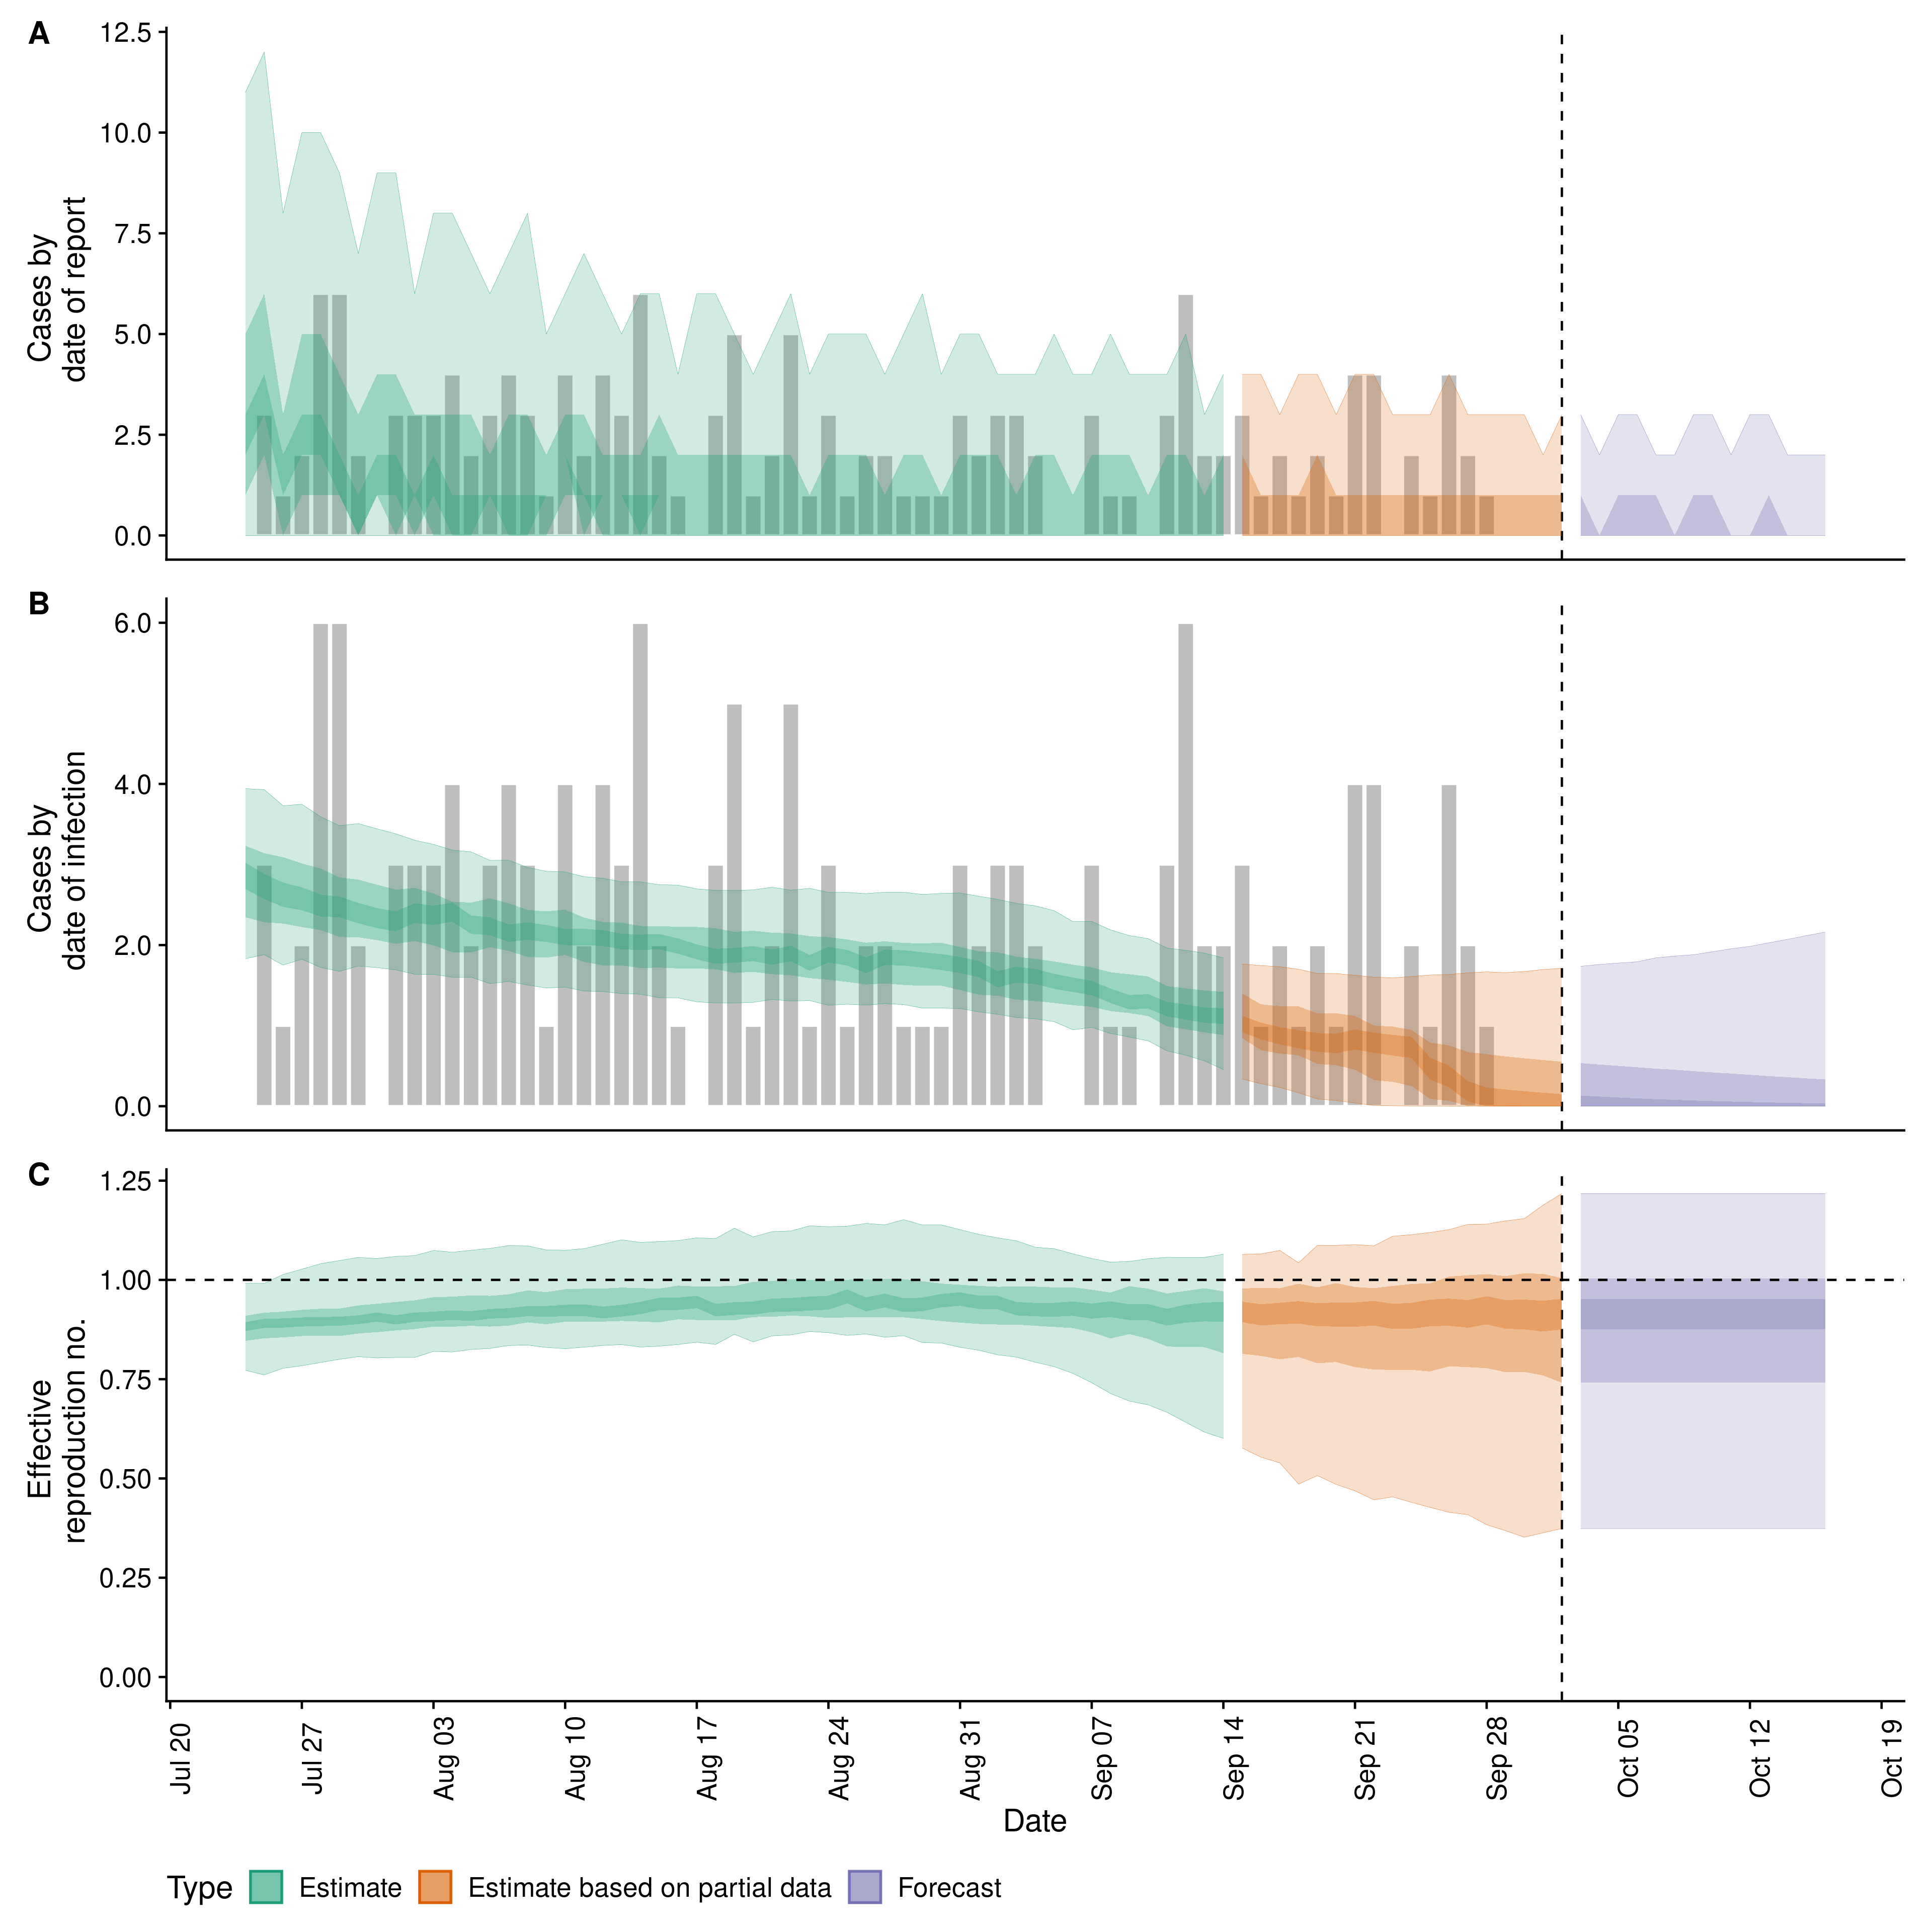 A
12.5
10.0
7.5
5.0
2.5
0.0
Cases by
date of report
B
6.0
4.0
2.0
0.0
Cases by
date of infection
C
1.25
1.00
0.75
0.50
0.25
0.00
Effective
reproduction no.
Jul 20
Jul 27
Aug 03
Aug 10
Aug 17
Aug 24
Aug 31
Sep 07
Sep 14
Sep 21
Sep 28
Oct 05
Oct 12
Oct 19
Date
Type Estimate Estimate based on partial data Forecast